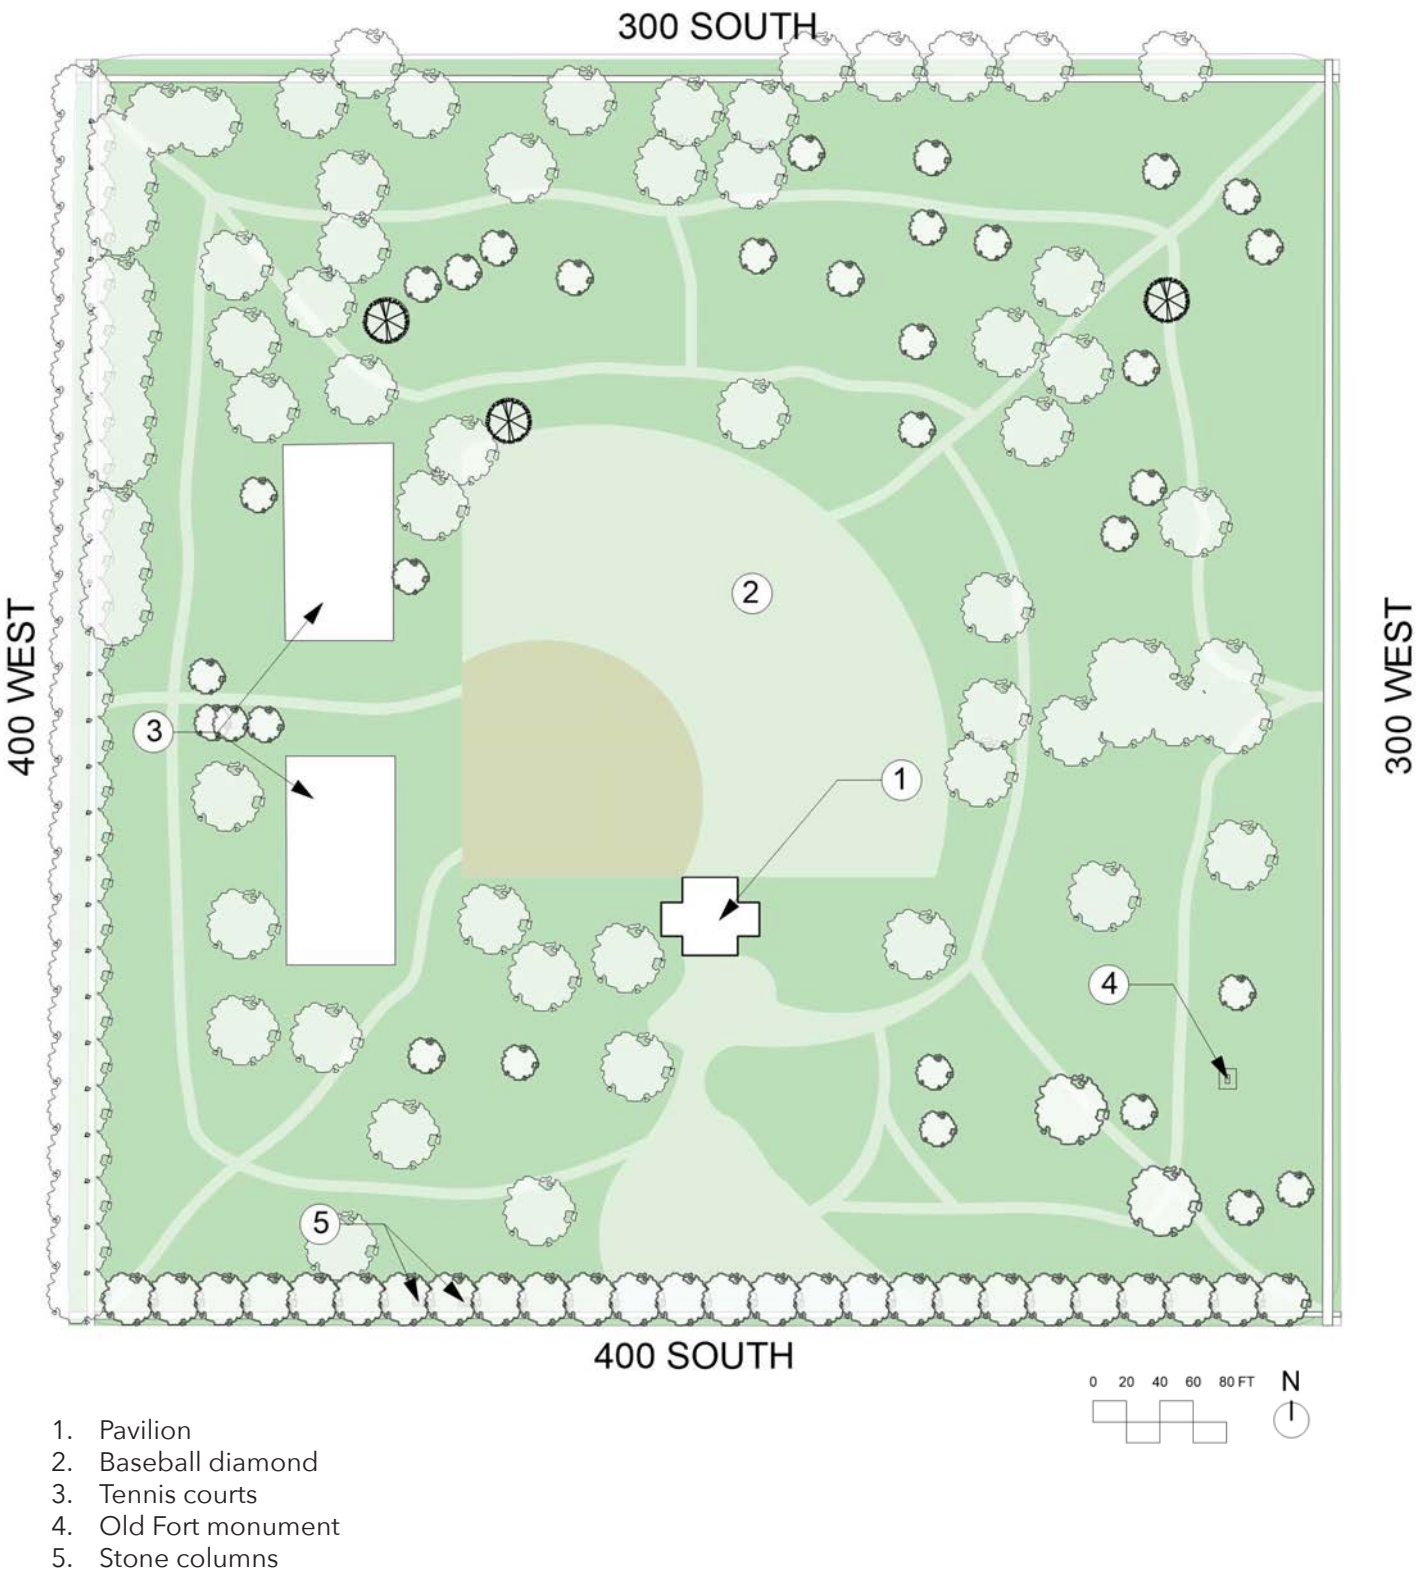 300 SOUTH
2
400 WEST
300 WEST
3
1
4
5
400 SOUTH
0 20 40 60 80 FT N
1. Pavilion
2. Baseball diamond
3. Tennis courts
4. Old Fort monument
5. Stone columns